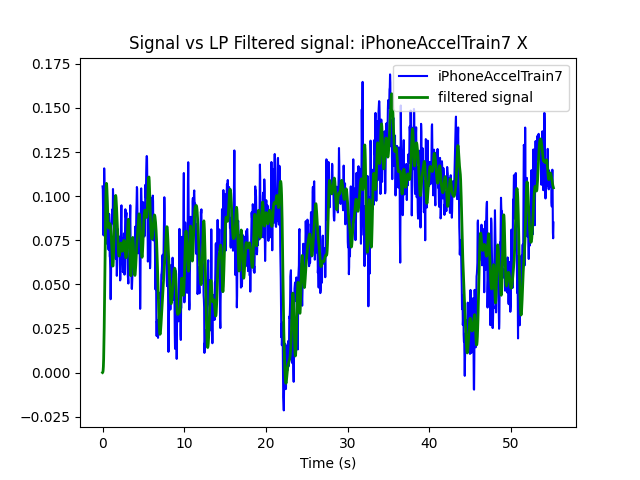 Signal vs LP Filtered signal: iPhoneAccelTrain7 X
iPhoneAccelTrain7
filtered signal
0.175
0.150
0.125
0.100
0.075
0.050
0.025
0.000
−0.025
0 10 20 30 40 50
Time (s)